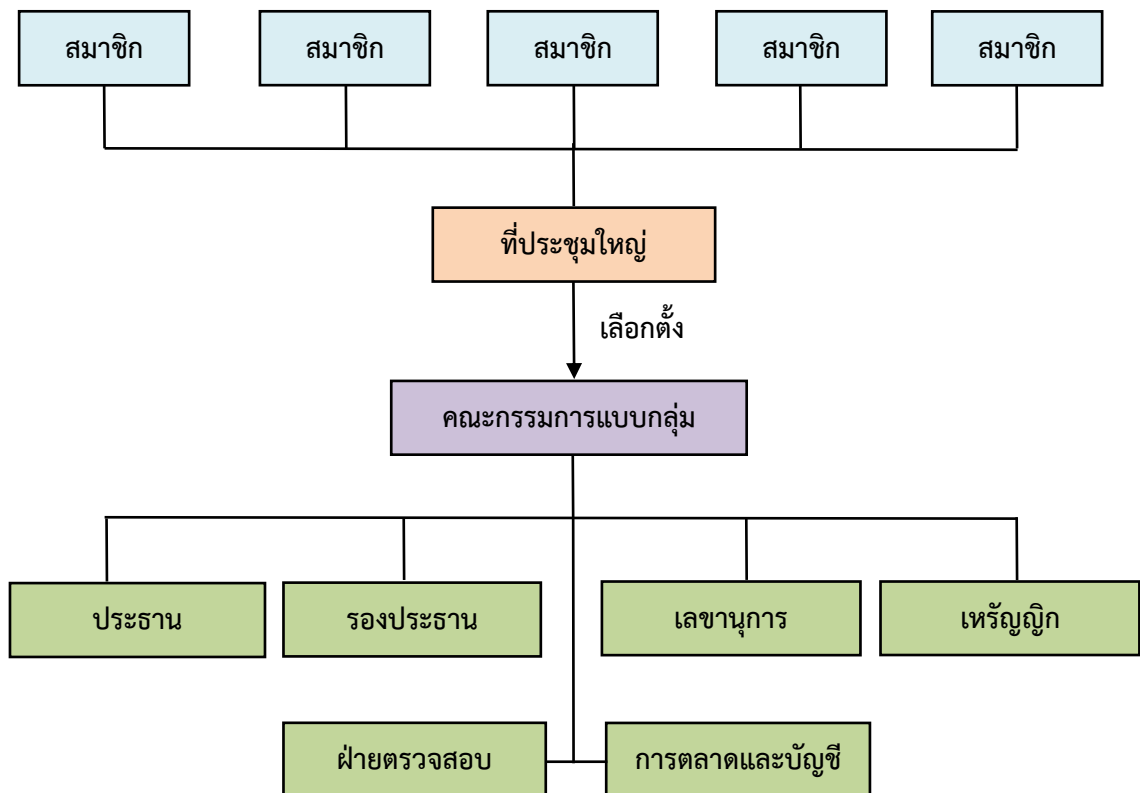 สมาชิก
สมาชิก
สมาชิก
สมาชิก
สมาชิก
ที่ประชุมใหญ่
เลือกตั้ง
คณะกรรมการแบบกลุ่ม
ประธาน
รองประธาน
เลขานุการ
เหรัญญิก
ฝ่ายตรวจสอบ
การตลาดและบัญชี